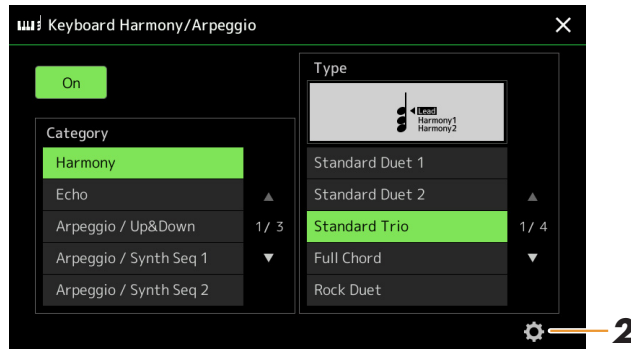 Keyboard Harmony/Arpeggio
On
Category
Harmony
Echo
Arpeggio / Up&Down
Arpeggio / Synth Seq 1
Arpeggio / Synth Seq 2
1/ 3
Type
Lead
Harmony1
Harmony2
Standard Duet 1
Standard Duet 2
Standard Trio
Full Chord
Rock Duet
1/ 4
2